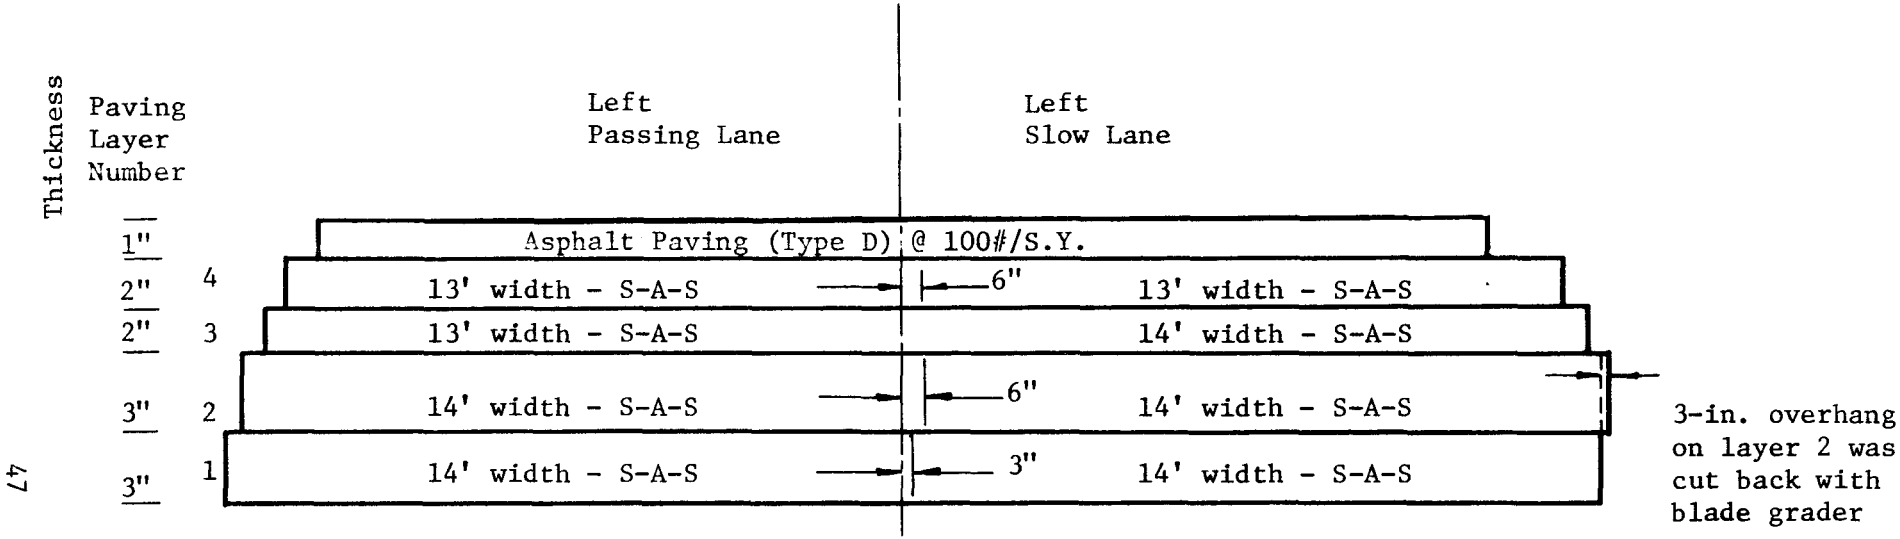 Thickness
Paving
Layer
Number
Left
Passing Lane
Left
Slow Lane
1"
Asphalt Paving (Type D) @ 100#/S.Y.
2"
4
13' width - S-A-S
6"
13' width - S-A-S
2"
3
13' width - S-A-S
14' width - S-A-S
3"
2
14' width - S-A-S
6"
14' width - S-A-S
3"
1
14' width - S-A-S
3"
14' width - S-A-S
3-in. overhang
on layer 2 was
cut back with
blade grader
47